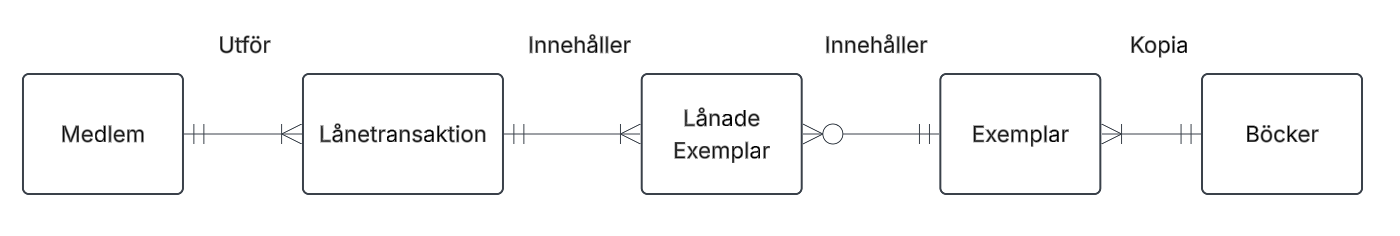 Utför
Innehåller
Innehåller
Kopia
Medlem
Lånetransaktion
Lånade
Exemplar
Exemplar
Böcker